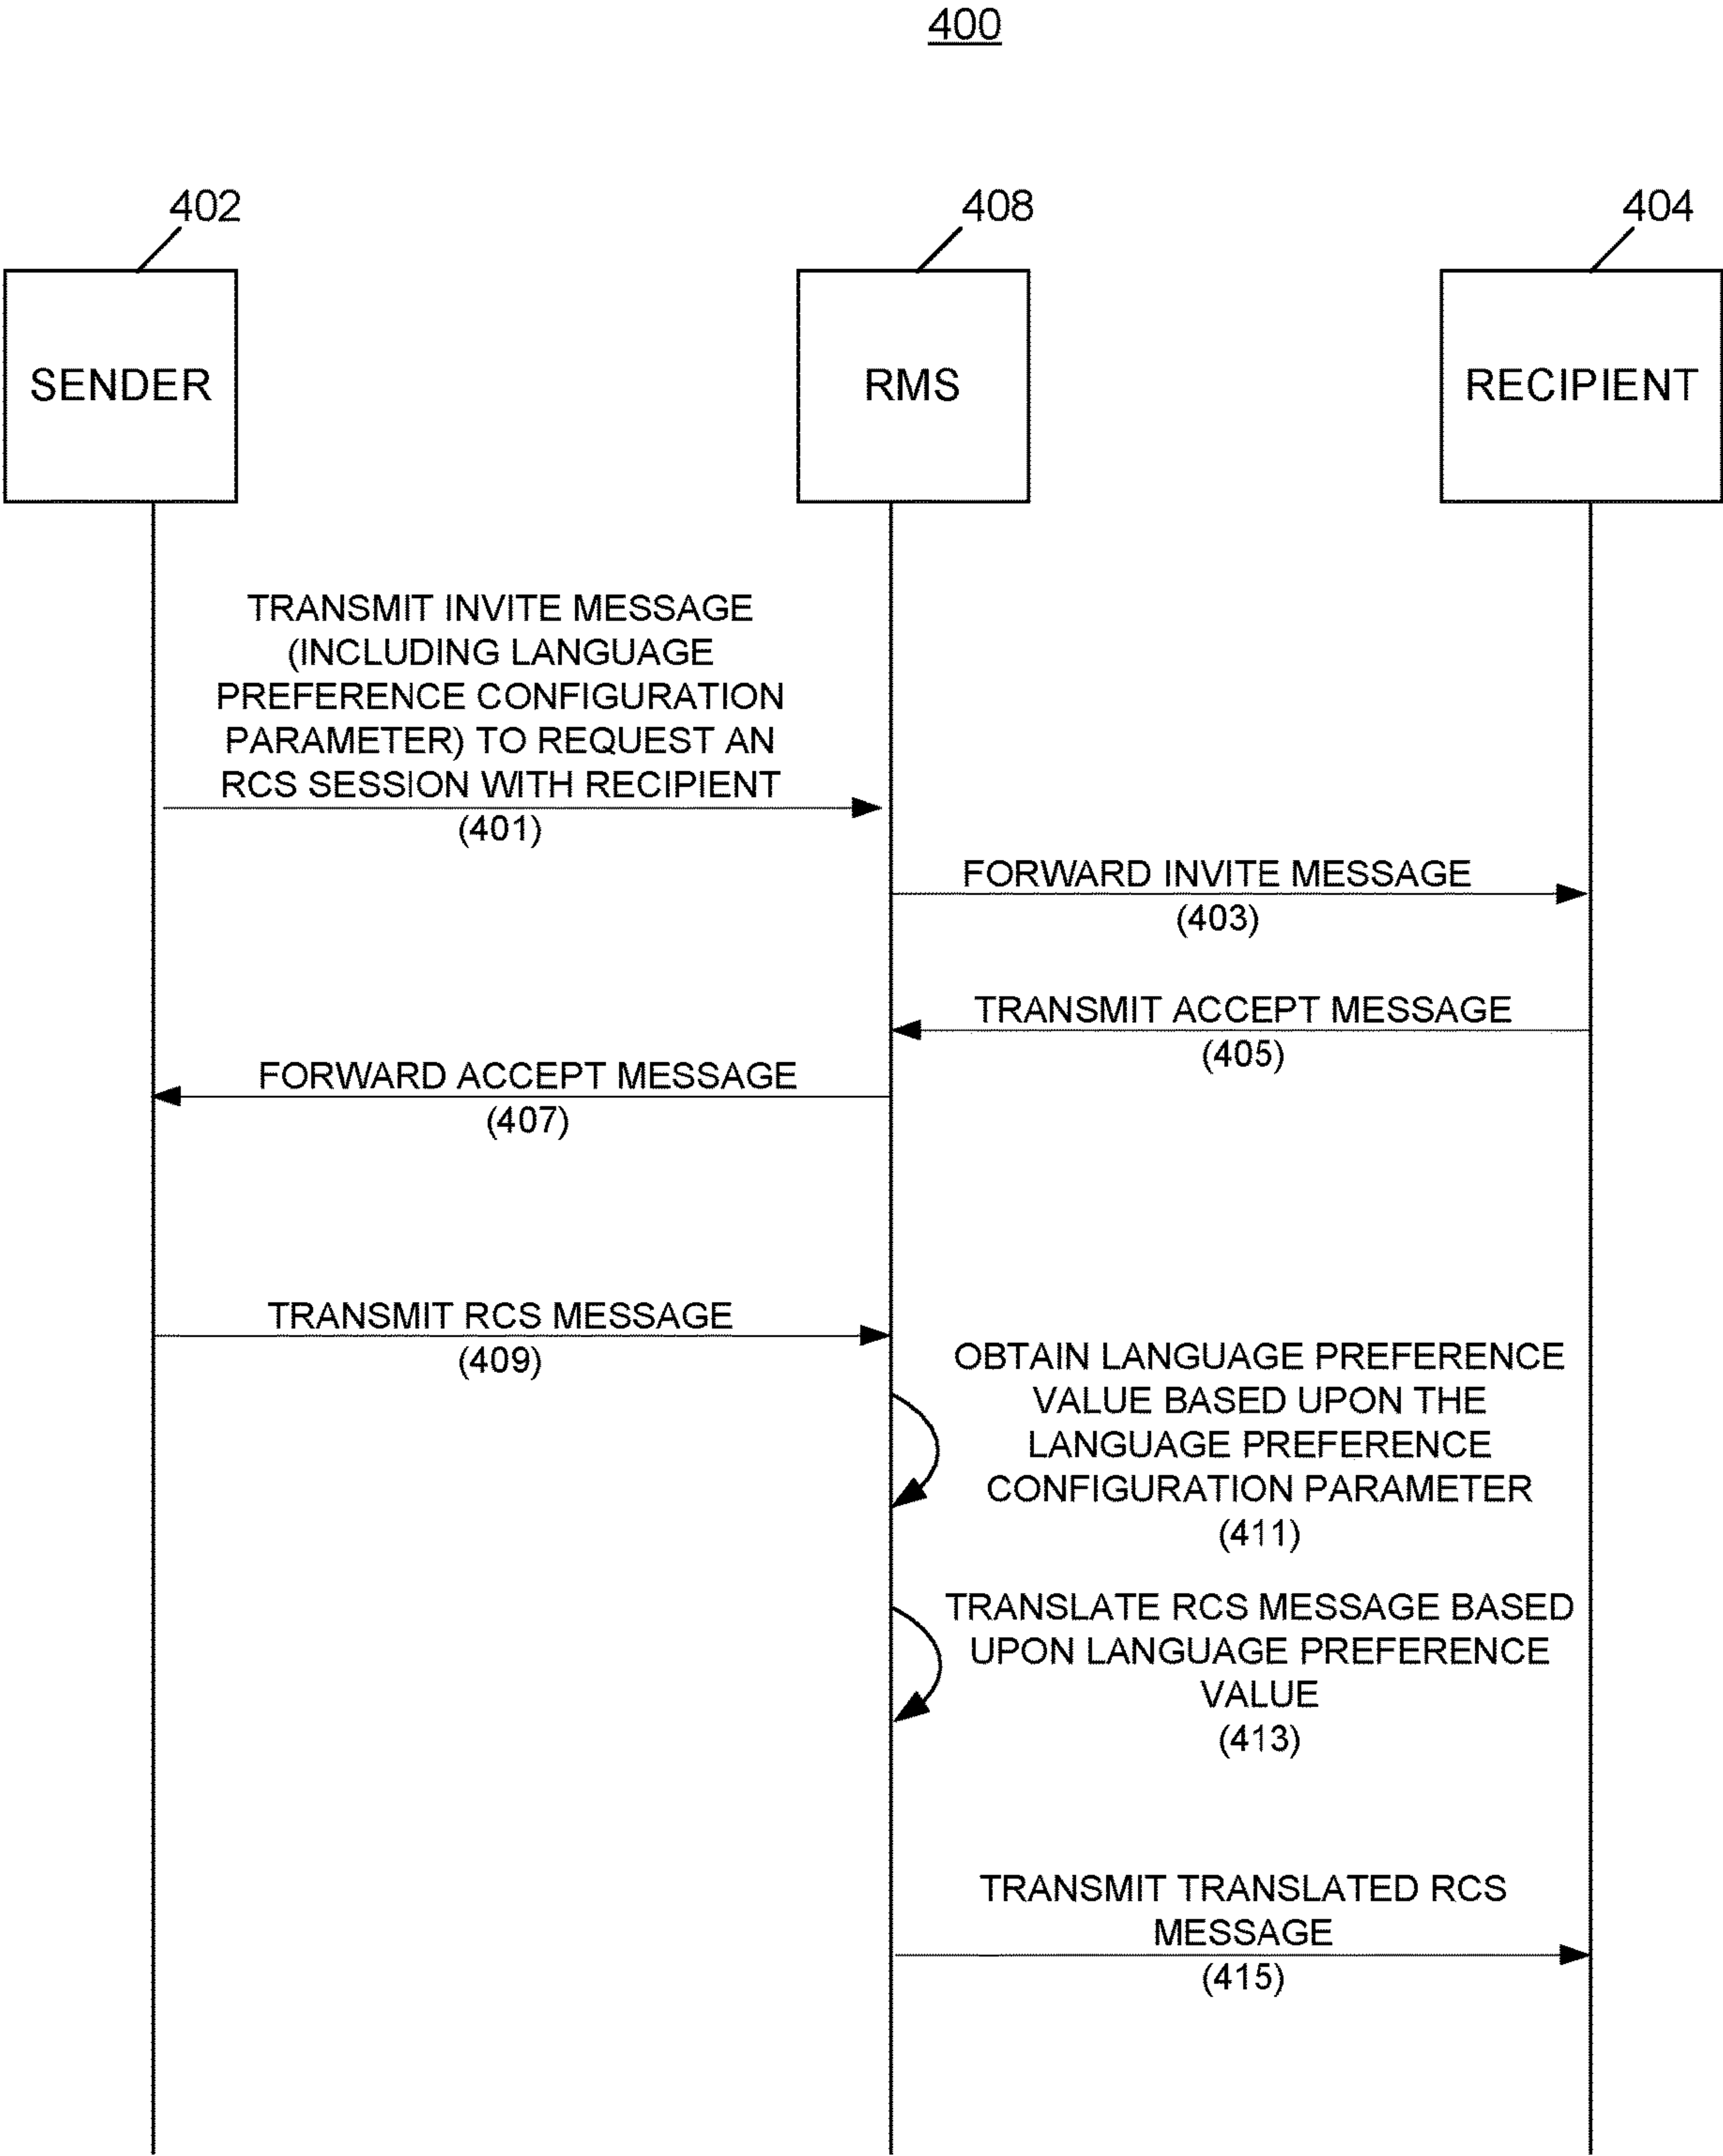 400
402
408
404
SENDER
RMS
RECIPIENT
TRANSMIT INVITE MESSAGE
(INCLUDING LANGUAGE
PREFERENCE CONFIGURATION
PARAMETER) TO REQUEST AN
RCS SESSION WITH RECIPIENT
(401)
FORWARD INVITE MESSAGE
(403)
TRANSMIT ACCEPT MESSAGE
(405)
FORWARD ACCEPT MESSAGE
(407)
TRANSMIT RCS MESSAGE
(409)
OBTAIN LANGUAGE PREFERENCE
VALUE BASED UPON THE
LANGUAGE PREFERENCE
CONFIGURATION PARAMETER
(411)
TRANSLATE RCS MESSAGE BASED
UPON LANGUAGE PREFERENCE
VALUE
(413)
TRANSMIT TRANSLATED RCS
MESSAGE
(415)